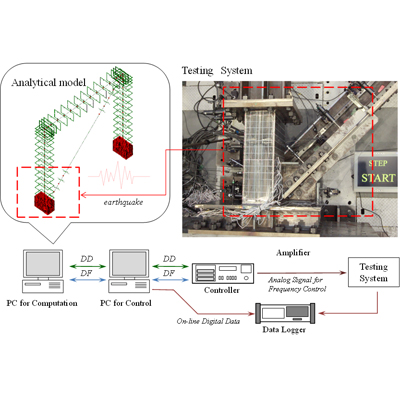 Testing System
Analytical model
STEP
START
earthquake
Amplifier
DD
DD
DF
DF
Testing
System
PC for Computation
PC for Control
Controller
Analog Signal for
Frequency Control
On-line Digital Data
Data Logger